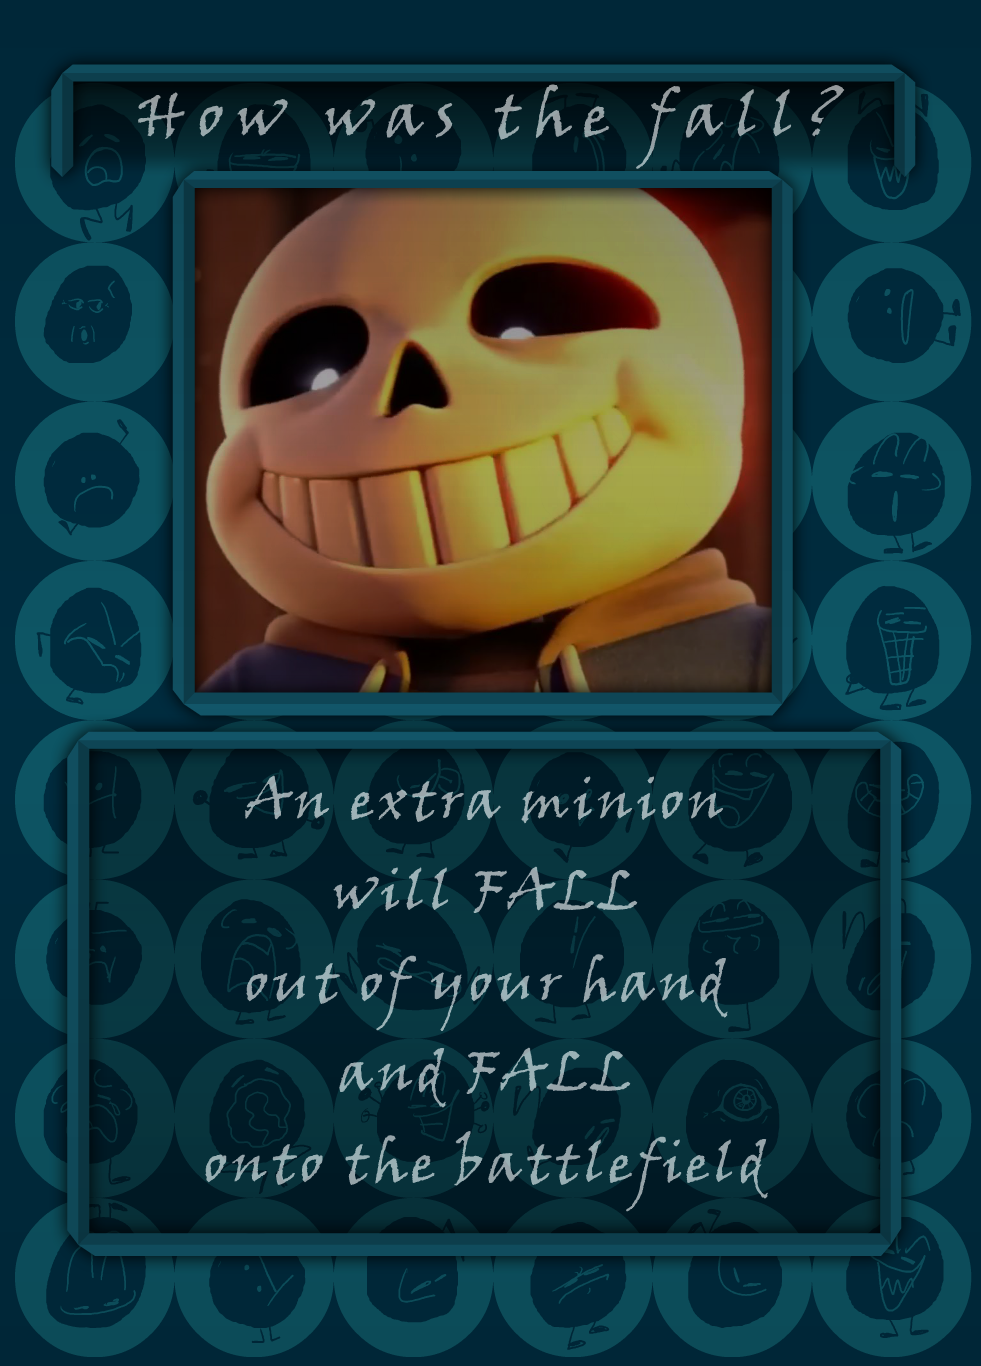 How was the fall?
An extra minion
will FALL
out of your hand
and FALL
onto the battlefield